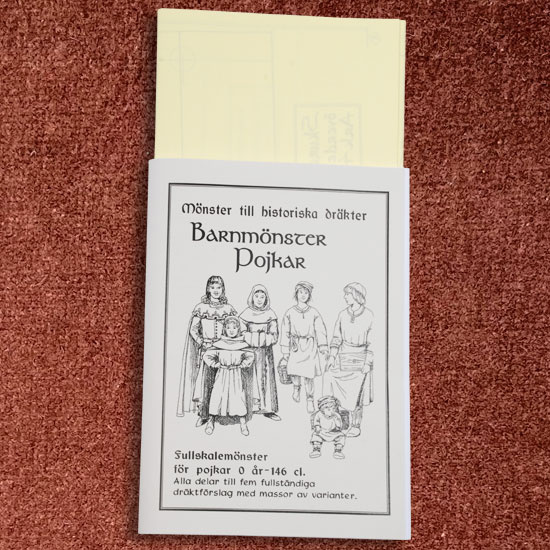 Mönster till historiska dräkter
Barnmönster
Pojkar
Fullskalemönster
för pojkar 0 år-146 cl.
Alla delar till fem fullständiga
dräktförslag med massor av varianter.